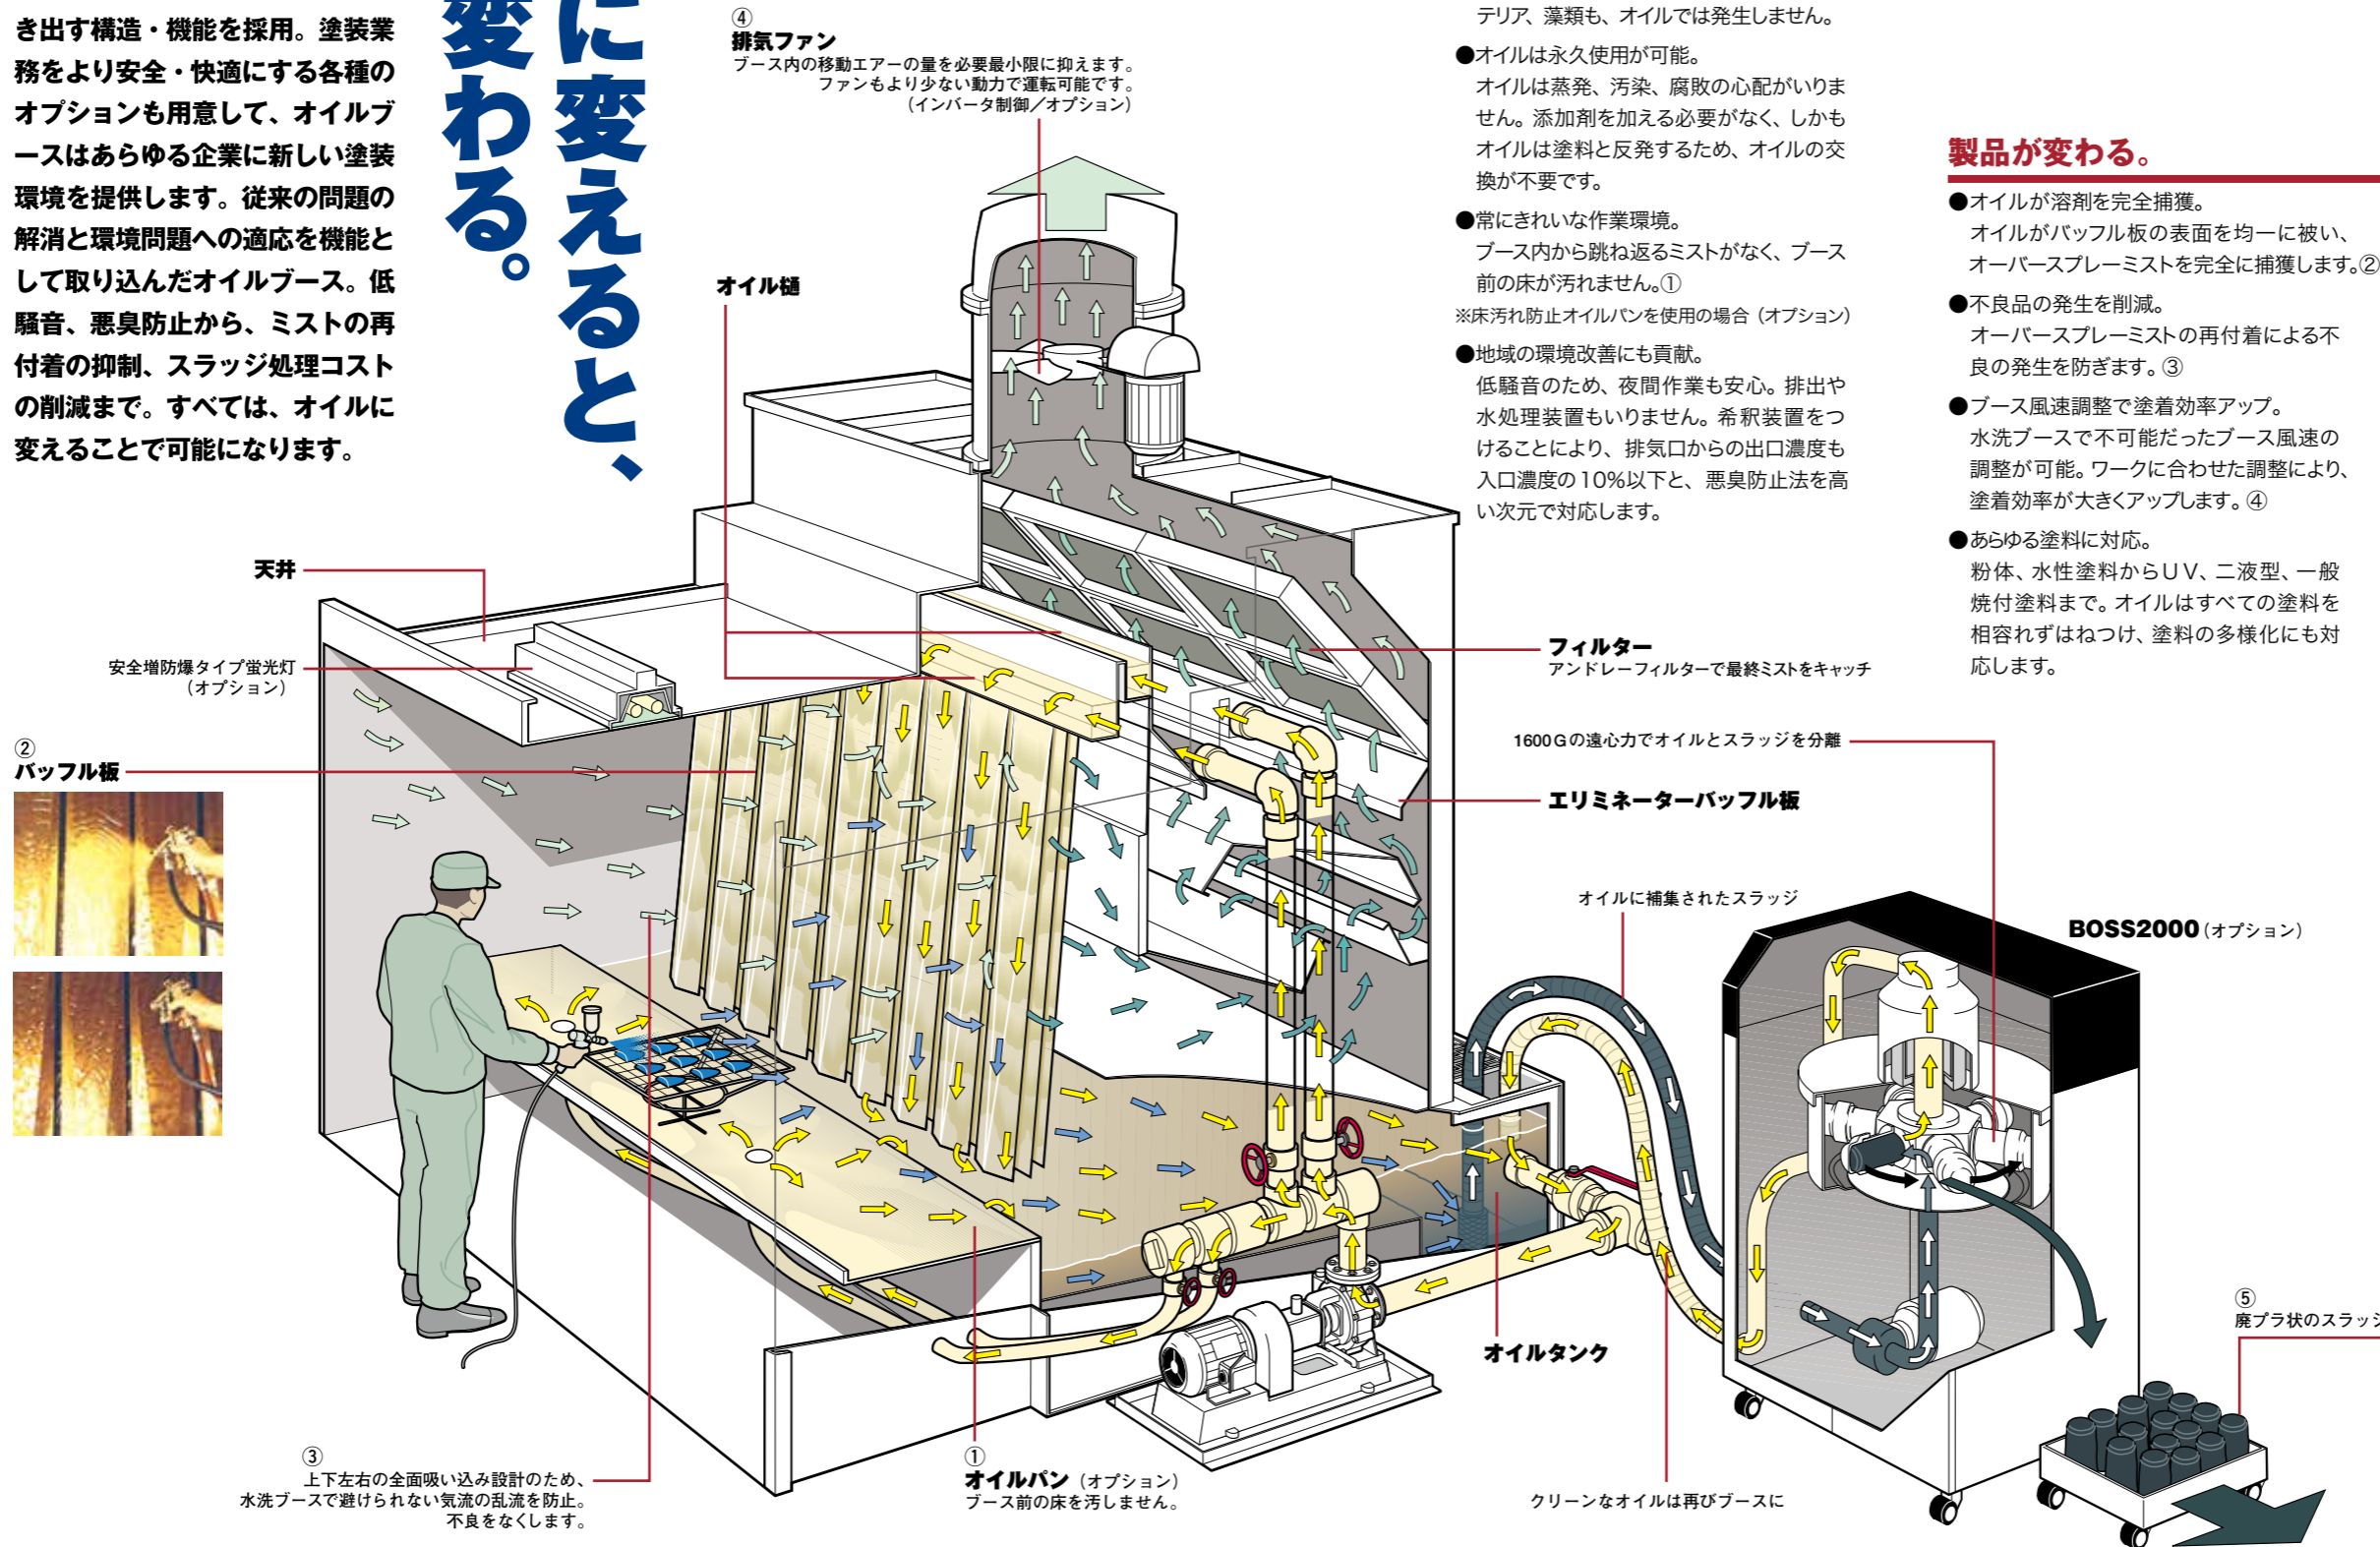 き出す構造・機能を採用。塗装業
務をより安全・快適にする各種の
オプションも用意して、オイルブ
ースはあらゆる企業に新しい塗装
環境を提供します。従来の問題の
解消と環境問題への適応を機能と
して取り込んだオイルブース。低
騒音、悪臭防止から、ミストの再
付着の抑制、スラッジ処理コスト
の削減まで。すべては、オイルに
変えることで可能になります。
に変えると、
変わる。
④
排気ファン
ブース内の移動エアーの量を必要最小限に抑えます。
ファンもより少ない動力で運転可能です。
（インバータ制御／オプション）
テリア、藻類も、オイルでは発生しません。
●オイルは永久使用が可能。
オイルは蒸発、汚染、腐敗の心配がいりま
せん。添加剤を加える必要がなく、しかも
オイルは塗料と反発するため、オイルの交
換が不要です。
●常にきれいな作業環境。
ブース内から跳ね返るミストがなく、ブース
前の床が汚れません。①
※床汚れ防止オイルパンを使用の場合（オプション）
●地域の環境改善にも貢献。
低騒音のため、夜間作業も安心。排出や
水処理装置もいりません。希釈装置をつ
けることにより、排気口からの出口濃度も
入口濃度の10%以下と、悪臭防止法を高
い次元で対応します。
製品が変わる。
●オイルが溶剤を完全捕獲。
オイルがバッフル板の表面を均一に被い、
オーバースプレーミストを完全に捕獲します。②
●不良品の発生を削減。
オーバースプレーミストの再付着による不
良の発生を防ぎます。③
●ブース風速調整で塗着効率アップ。
水洗ブースで不可能だったブース風速の
調整が可能。ワークに合わせた調整により、
塗着効率が大きくアップします。④
●あらゆる塗料に対応。
粉体、水性塗料からＵＶ、二液型、一般
焼付塗料まで。オイルはすべての塗料を
相容れずはねつけ、塗料の多様化にも対
応します。
オイル樋
天井
安全増防爆タイプ蛍光灯
（オプション）
②
バッフル板
フィルター
アンドレーフィルターで最終ミストをキャッチ
1600Ｇの遠心力でオイルとスラッジを分離
エリミネーターバッフル板
オイルに補集されたスラッジ
BOSS2000（オプション）
⑤
廃プラ状のスラッジ
オイルタンク
③
上下左右の全面吸い込み設計のため、
水洗ブースで避けられない気流の乱流を防止。
不良をなくします。
①
オイルパン（オプション）
ブース前の床を汚しません。
クリーンなオイルは再びブースに